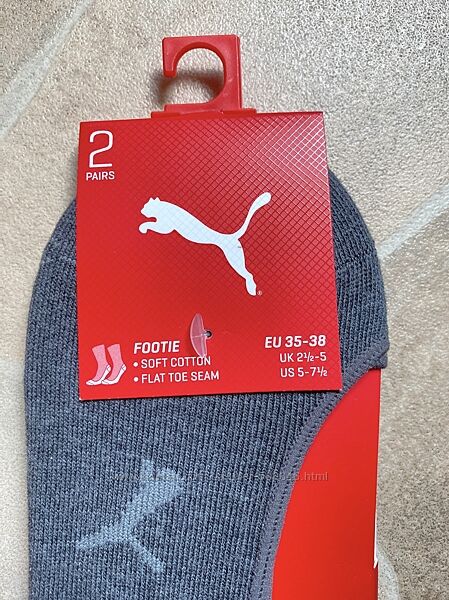 2
PAIRS
®
FOOTIE
• SOFT COTTON
• FLAT TOE SEAM
EU 35-38
UK 2½-5
US 5-7½